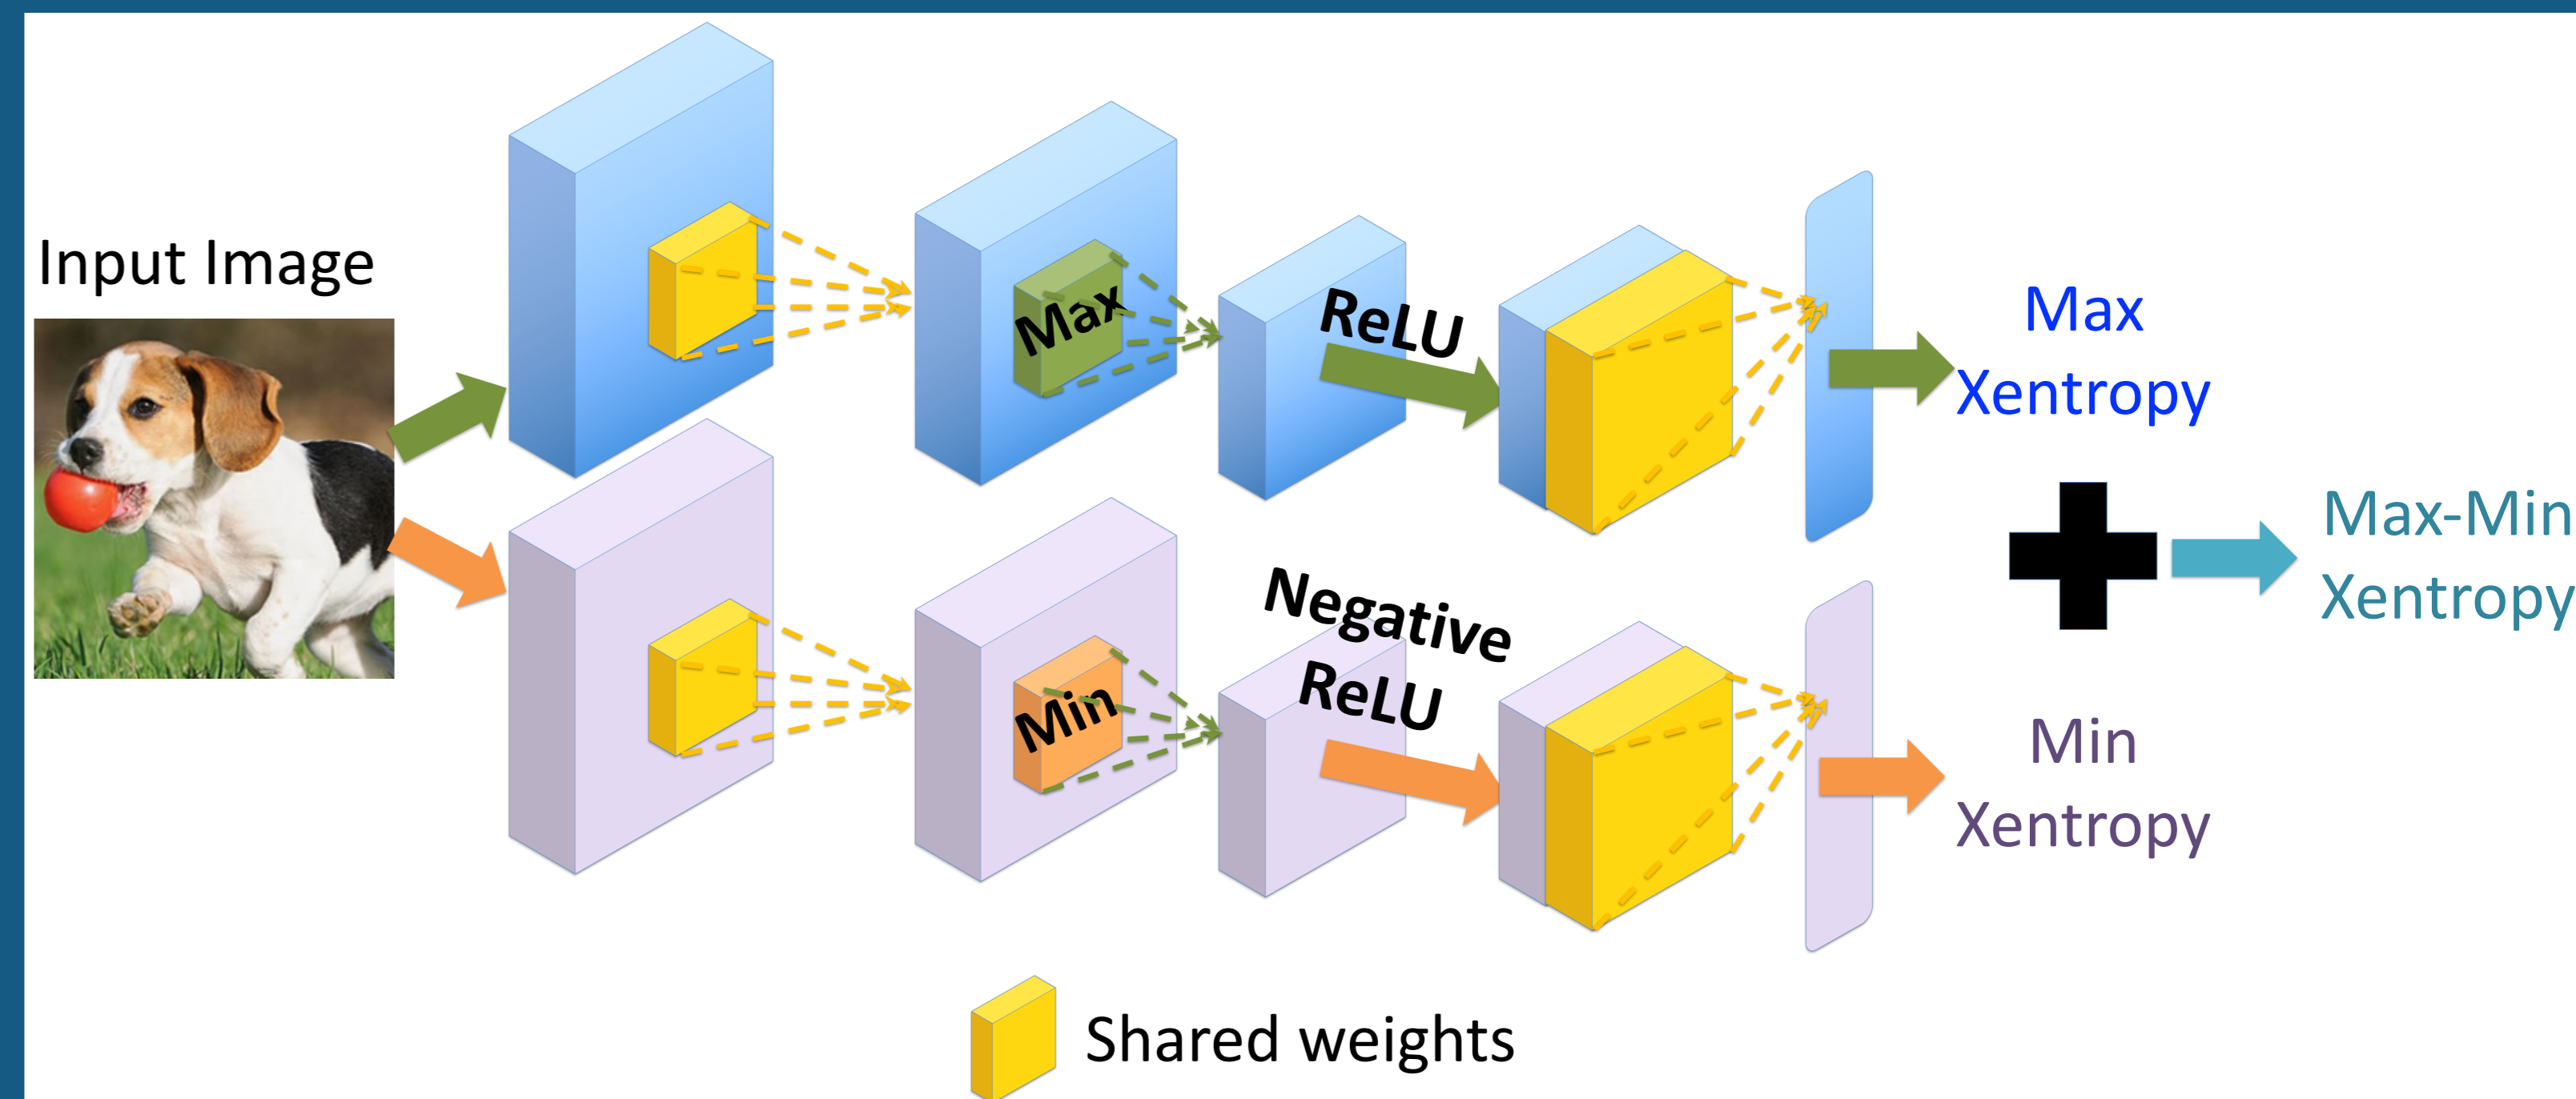 Input Image
Max
ReLU
Max
Xentropy
Max-Min
Xentropy
Min
Negative
ReLU
Min
Xentropy
Shared weights